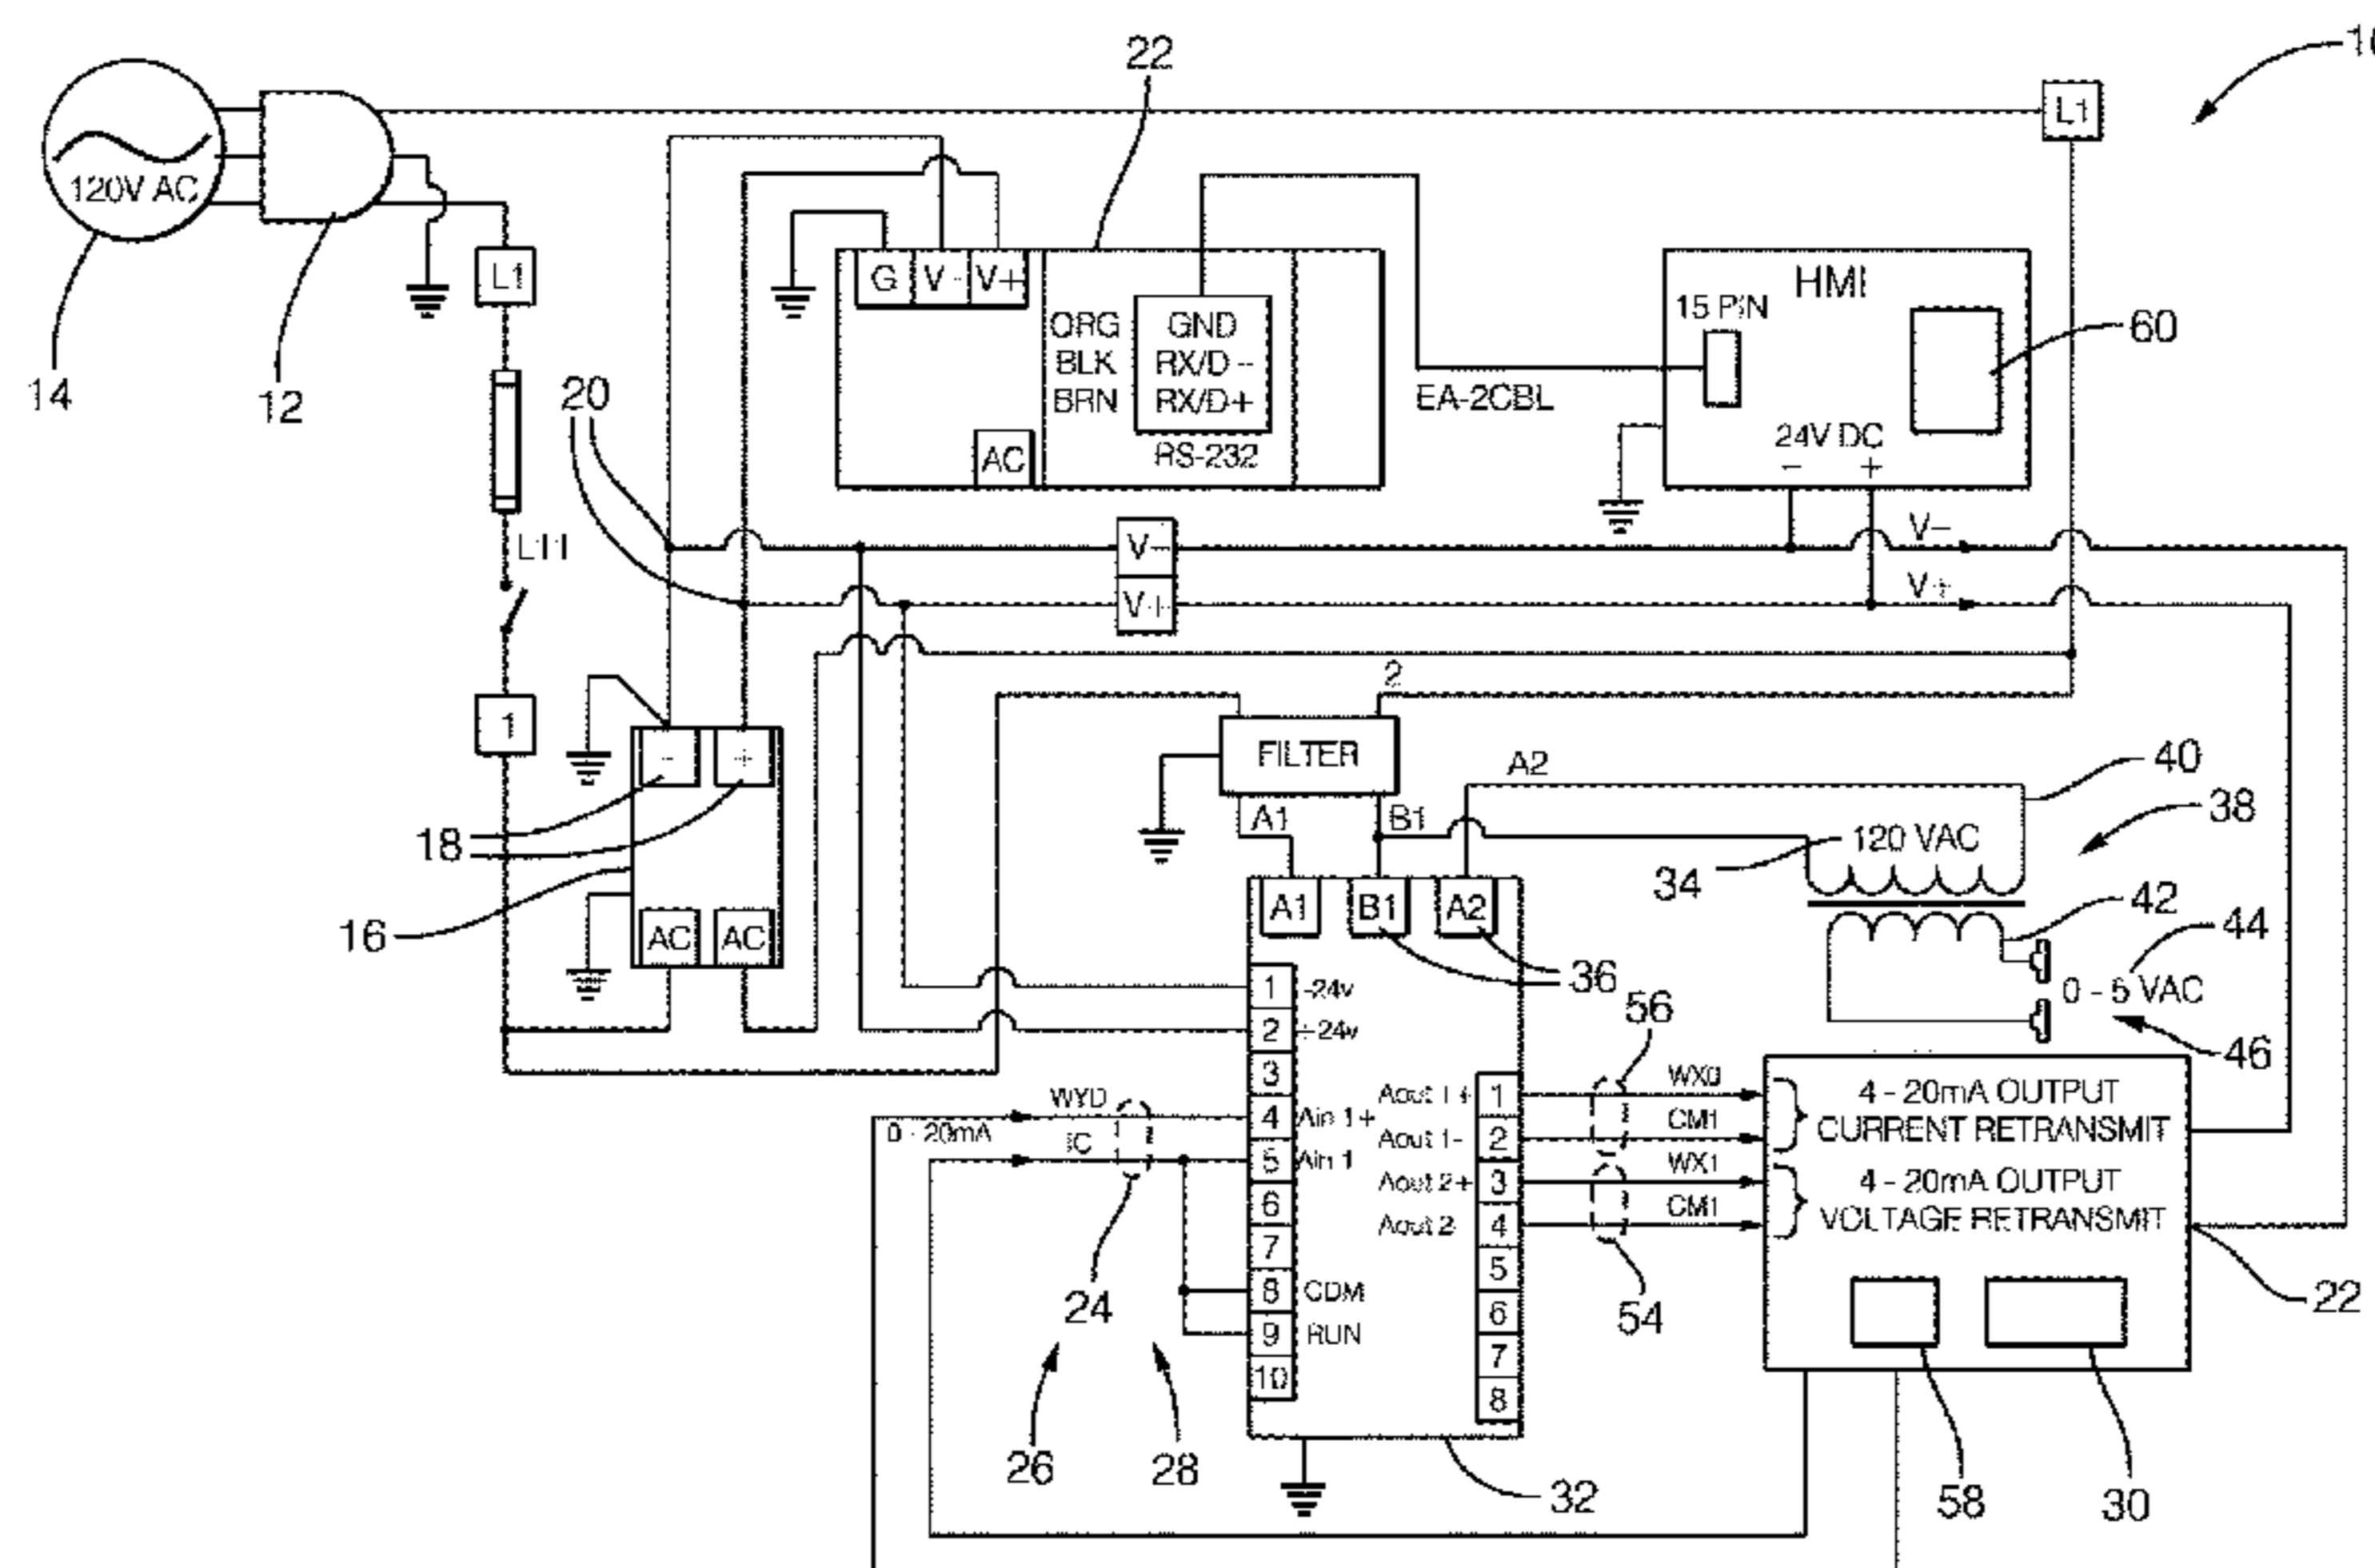 22
L1
120V AC
L1
G V- V+
ORG GND
BLK RX/D -
BRN RX/D+
AC RS-232
HMI
15 PIN
60
24V DC
- +
EA-2CBL
14
12
20
L11
V-
V+
V-
V+
2
1
- +
FILTER
A2
40
A1 B1
38
18
120 VAC
34
16
AC AC
A1 B1 A2
42
44
36
0 - 5 VAC
46
1 -24v
2 +24v
3
4 Ain 1+
5 Ain 1
6
7
8 COM
9 RUN
10
WYD
0 - 20mA
IC
24
26
28
56
Aout 1+ 1 WX0
Aout 1- 2 CM1
Aout 2+ 3 WX1
Aout 2- 4 CM1
5
6
7
8
54
4 - 20mA OUTPUT
CURRENT RETRANSMIT
4 - 20mA OUTPUT
VOLTAGE RETRANSMIT
22
32
58
30